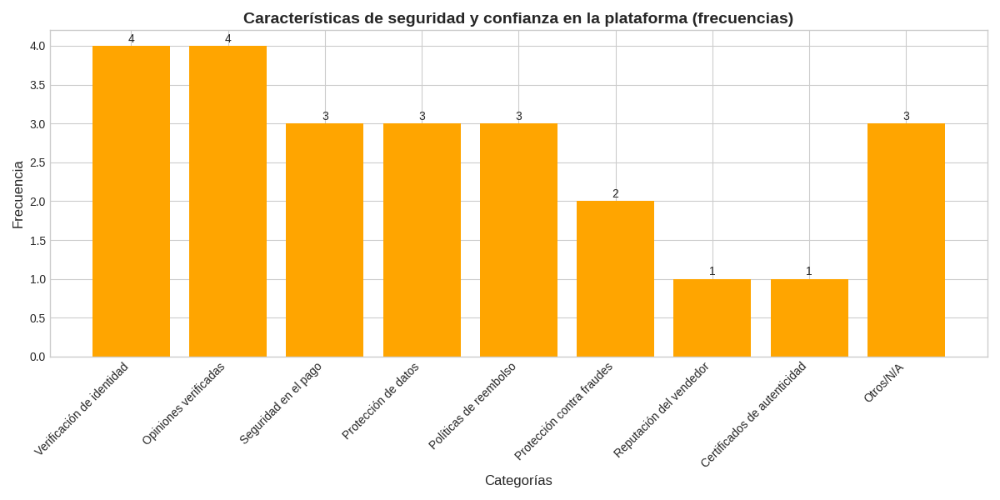 Características de seguridad y confianza en la plataforma (frecuencias)
Frecuencia
4.0
3.5
3.0
2.5
2.0
1.5
1.0
0.5
0.0
4
4
3
3
3
2
1
1
3
Verificación de identidad
Opiniones verificadas
Seguridad en el pago
Protección de datos
Políticas de reembolso
Protección contra fraudes
Reputación del vendedor
Certificados de autenticidad
Otros/N/A
Categorías